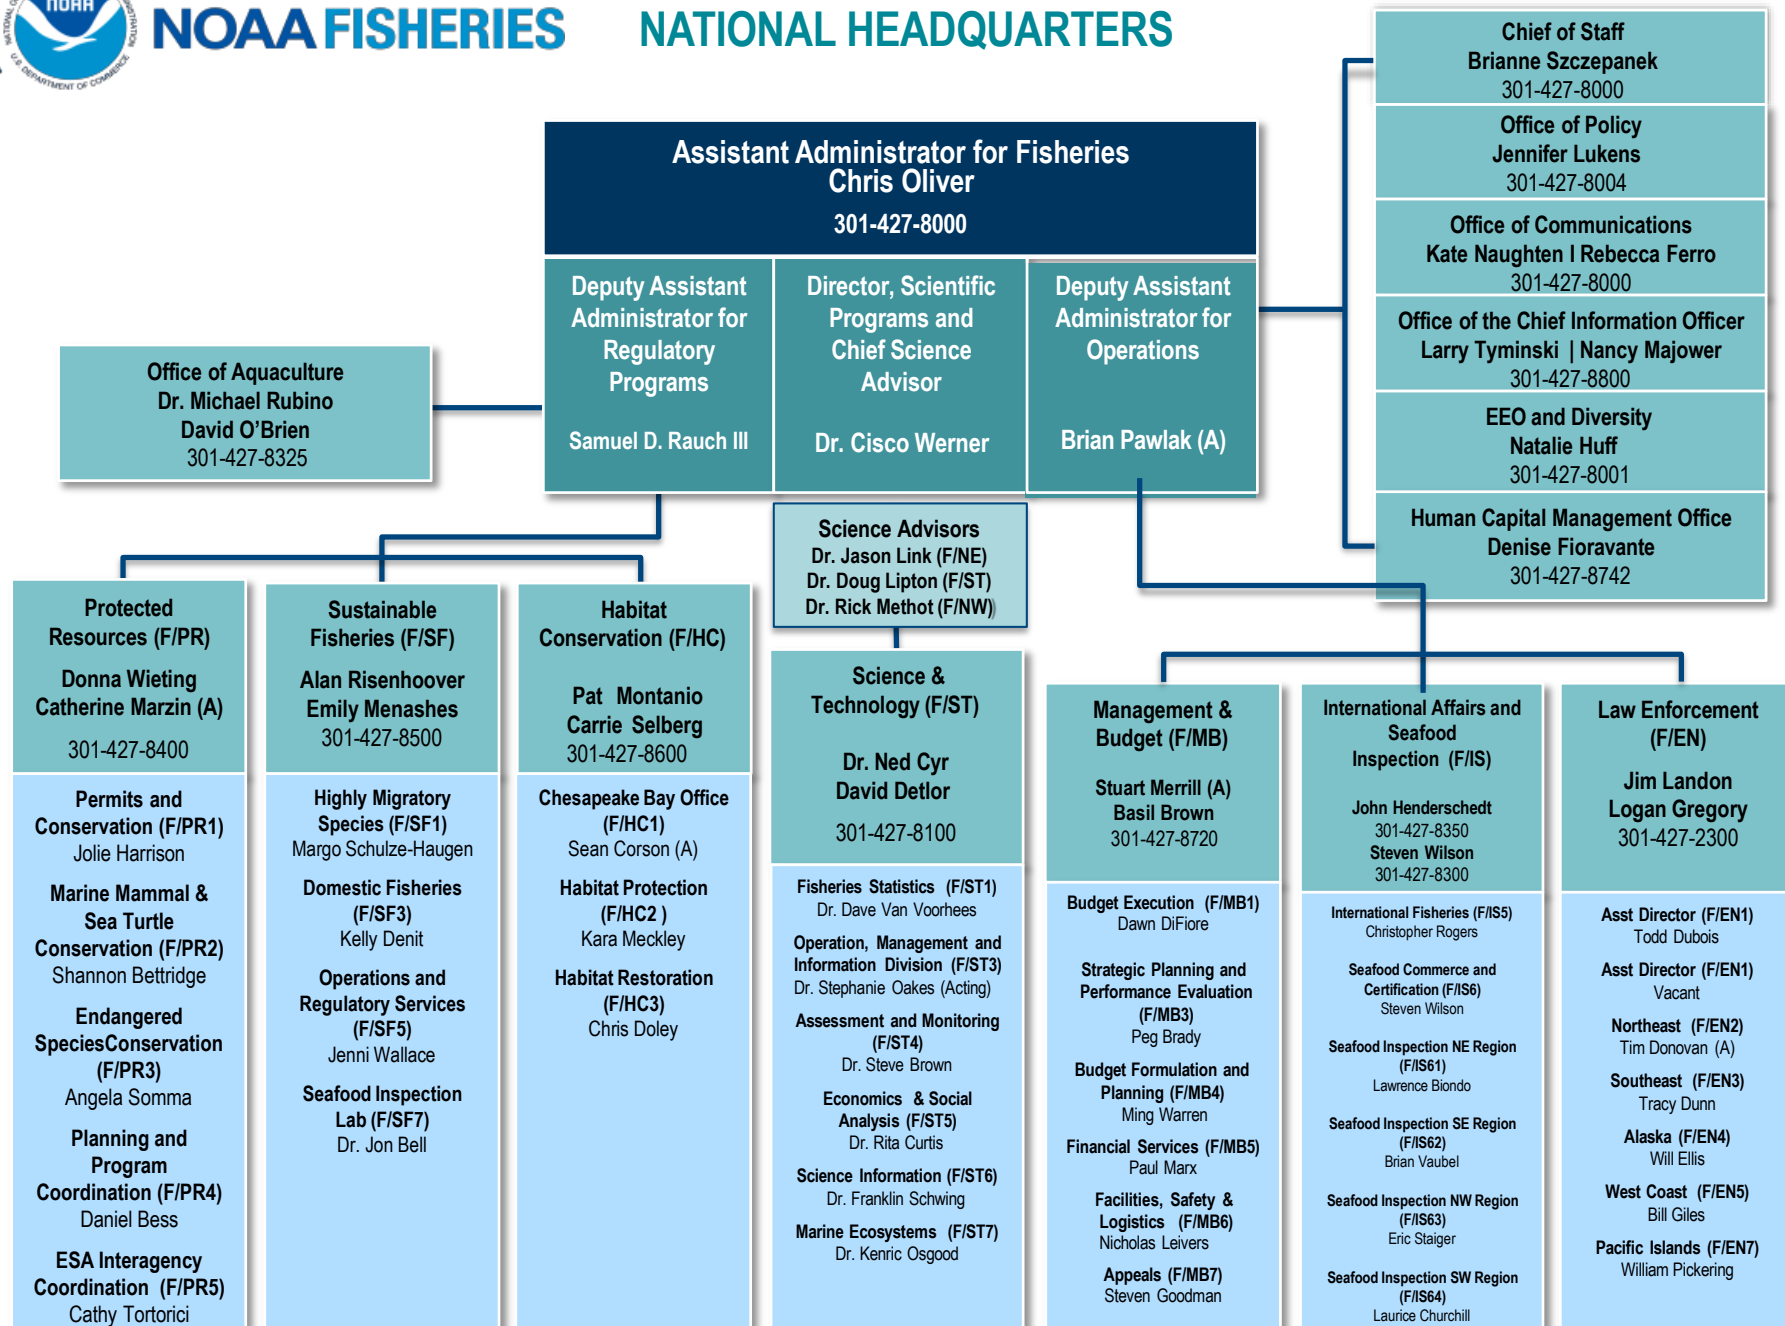 NOAA
NATIONAL OC
INISTRATION
U.S. DEPARTMENT OF COMMERCE
NOAA FISHERIES
NATIONAL HEADQUARTERS
Chief of Staff
Brianne Szczepanek
301-427-8000
Office of Policy
Jennifer Lukens
301-427-8004
Office of Communications
Kate Naughten I Rebecca Ferro
301-427-8000
Office of the Chief Information Officer
Larry Tyminski | Nancy Majower
301-427-8800
EEO and Diversity
Natalie Huff
301-427-8001
Human Capital Management Office
Denise Fioravante
301-427-8742
Assistant Administrator for Fisheries
Chris Oliver
301-427-8000
Deputy Assistant
Administrator for
Regulatory
Programs
Samuel D. Rauch III
Director, Scientific
Programs and
Chief Science
Advisor
Dr. Cisco Werner
Deputy Assistant
Administrator for
Operations
Brian Pawlak (A)
Office of Aquaculture
Dr. Michael Rubino
David O'Brien
301-427-8325
Science Advisors
Dr. Jason Link (F/NE)
Dr. Doug Lipton (F/ST)
Dr. Rick Methot (F/NW)
Protected
Resources (F/PR)
Donna Wieting
Catherine Marzin (A)
301-427-8400
Permits and
Conservation (F/PR1)
Jolie Harrison
Marine Mammal &
Sea Turtle
Conservation (F/PR2)
Shannon Bettridge
Endangered
SpeciesConservation
(F/PR3)
Angela Somma
Planning and
Program
Coordination (F/PR4)
Daniel Bess
ESA Interagency
Coordination (F/PR5)
Cathy Tortorici
Sustainable
Fisheries (F/SF)
Alan Risenhoover
Emily Menashes
301-427-8500
Highly Migratory
Species (F/SF1)
Margo Schulze-Haugen
Domestic Fisheries
(F/SF3)
Kelly Denit
Operations and
Regulatory Services
(F/SF5)
Jenni Wallace
Seafood Inspection
Lab (F/SF7)
Dr. Jon Bell
Habitat
Conservation (F/HC)
Pat Montanio
Carrie Selberg
301-427-8600
Chesapeake Bay Office
(F/HC1)
Sean Corson (A)
Habitat Protection
(F/HC2 )
Kara Meckley
Habitat Restoration
(F/HC3)
Chris Doley
Science &
Technology (F/ST)
Dr. Ned Cyr
David Detlor
301-427-8100
Fisheries Statistics (F/ST1)
Dr. Dave Van Voorhees
Operation, Management and
Information Division (F/ST3)
Dr. Stephanie Oakes (Acting)
Assessment and Monitoring
(F/ST4)
Dr. Steve Brown
Economics & Social
Analysis (F/ST5)
Dr. Rita Curtis
Science Information (F/ST6)
Dr. Franklin Schwing
Marine Ecosystems (F/ST7)
Dr. Kenric Osgood
Management &
Budget (F/MB)
Stuart Merrill (A)
Basil Brown
301-427-8720
Budget Execution (F/MB1)
Dawn DiFiore
Strategic Planning and
Performance Evaluation
(F/MB3)
Peg Brady
Budget Formulation and
Planning (F/MB4)
Ming Warren
Financial Services (F/MB5)
Paul Marx
Facilities, Safety &
Logistics (F/MB6)
Nicholas Leivers
Appeals (F/MB7)
Steven Goodman
International Affairs and
Seafood
Inspection (F/IS)
John Henderschedt
301-427-8350
Steven Wilson
301-427-8300
International Fisheries (F/IS5)
Christopher Rogers
Seafood Commerce and
Certification (F/IS6)
Steven Wilson
Seafood Inspection NE Region
(F/IS61)
Lawrence Biondo
Seafood Inspection SE Region
(F/IS62)
Brian Vaubel
Seafood Inspection NW Region
(F/IS63)
Eric Staiger
Seafood Inspection SW Region
(F/IS64)
Laurice Churchill
Law Enforcement
(F/EN)
Jim Landon
Logan Gregory
301-427-2300
Asst Director (F/EN1)
Todd Dubois
Asst Director (F/EN1)
Vacant
Northeast (F/EN2)
Tim Donovan (A)
Southeast (F/EN3)
Tracy Dunn
Alaska (F/EN4)
Will Ellis
West Coast (F/EN5)
Bill Giles
Pacific Islands (F/EN7)
William Pickering